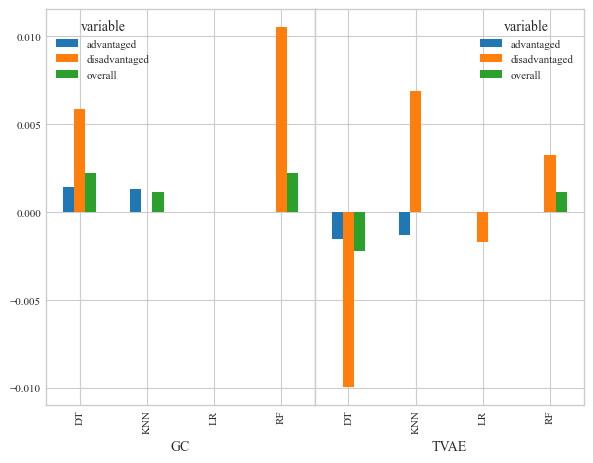 variable
advantaged
disadvantaged
overall
variable
advantaged
disadvantaged
overall
0.010
0.005
0.000
−0.005
−0.010
DT
KNN
LR
RF
DT
KNN
LR
RF
GC
TVAE